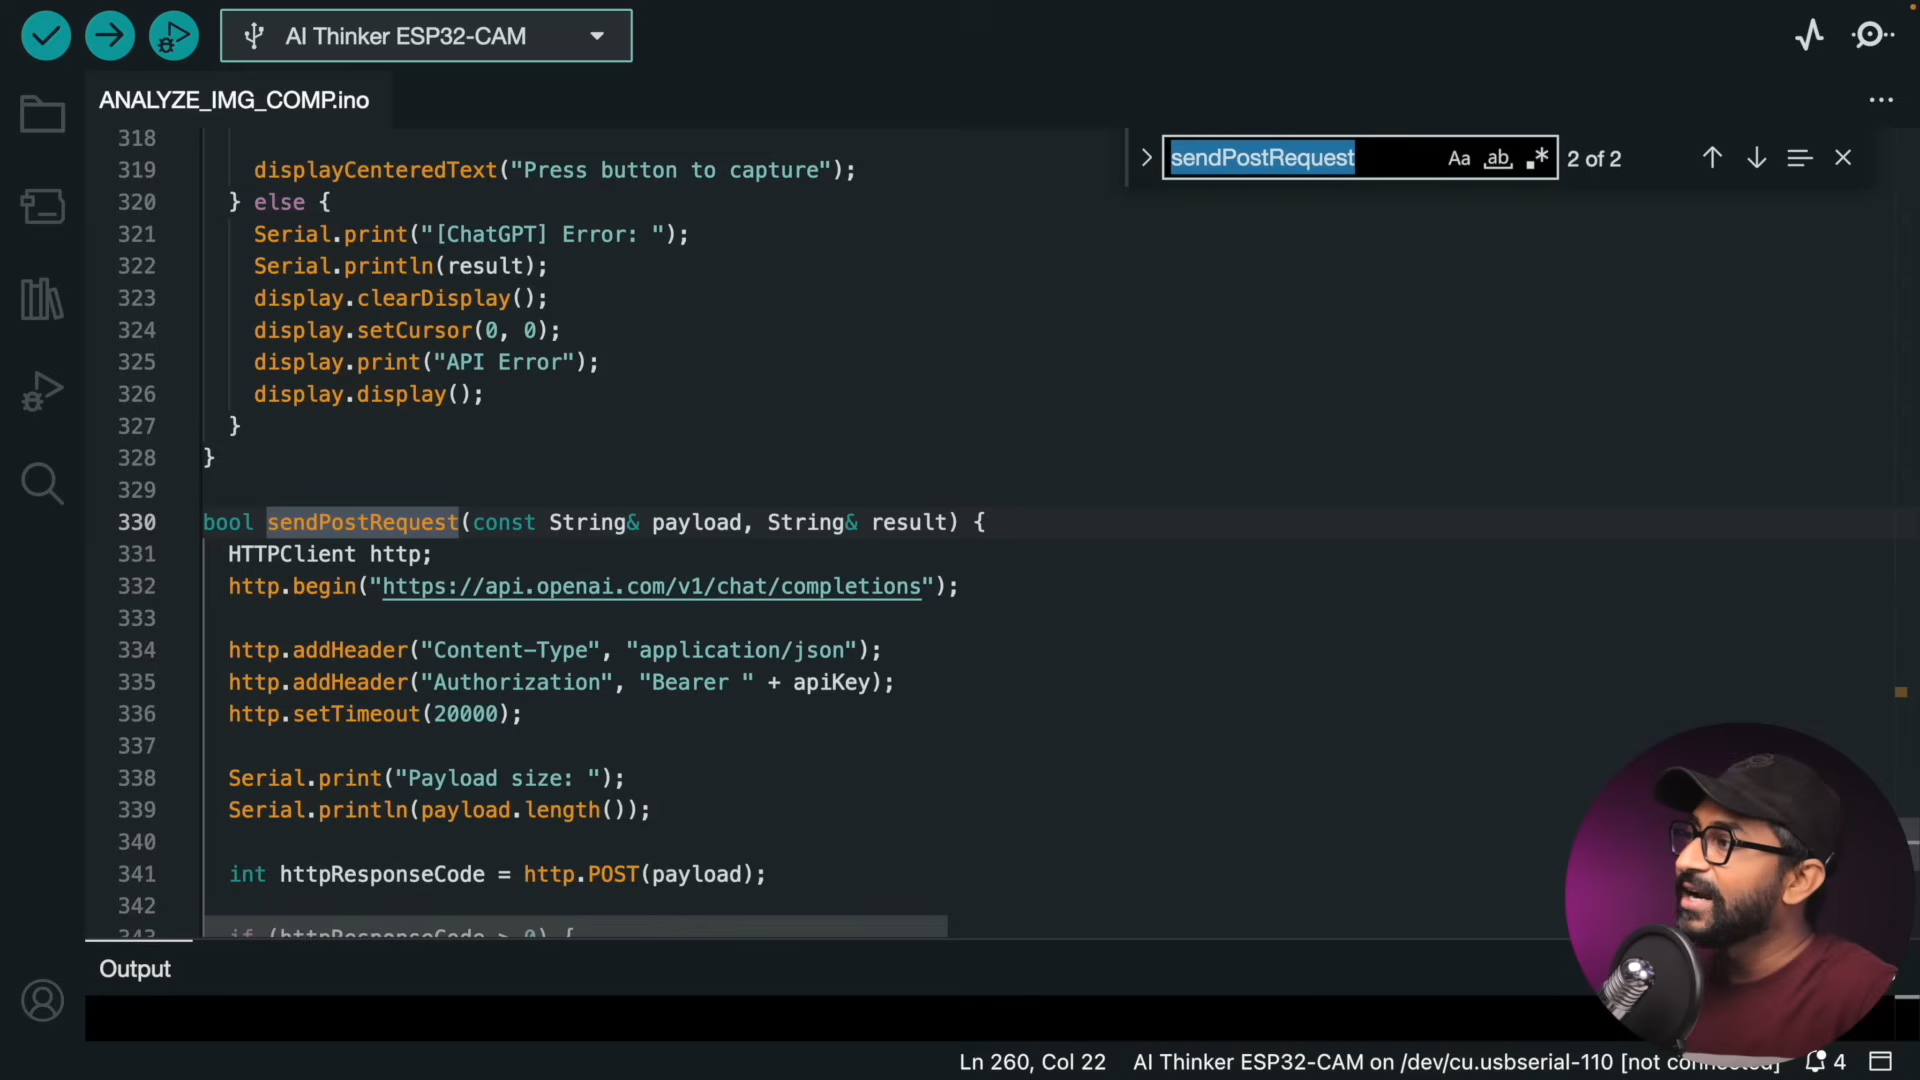 AI Thinker ESP32-CAM
ANALYZE_IMG_COMP.ino
sendPostRequest Aa ab .* 2 of 2
318
319 displayCenteredText("Press button to capture");
320 } else {
321 Serial.print("[ChatGPT] Error: ");
322 Serial.println(result);
323 display.clearDisplay();
324 display.setCursor(0, 0);
325 display.print("API Error");
326 display.display();
327 }
328 }
329
330 bool sendPostRequest(const String& payload, String& result) {
331 HTTPClient http;
332 http.begin("https://api.openai.com/v1/chat/completions");
333
334 http.addHeader("Content-Type", "application/json");
335 http.addHeader("Authorization", "Bearer " + apiKey);
336 http.setTimeout(20000);
337
338 Serial.print("Payload size: ");
339 Serial.println(payload.length());
340
341 int httpResponseCode = http.POST(payload);
342
343 if (httpResponseCode > 0) {
Output
Ln 260, Col 22 AI Thinker ESP32-CAM on /dev/cu.usbserial-110 [not connected] 4